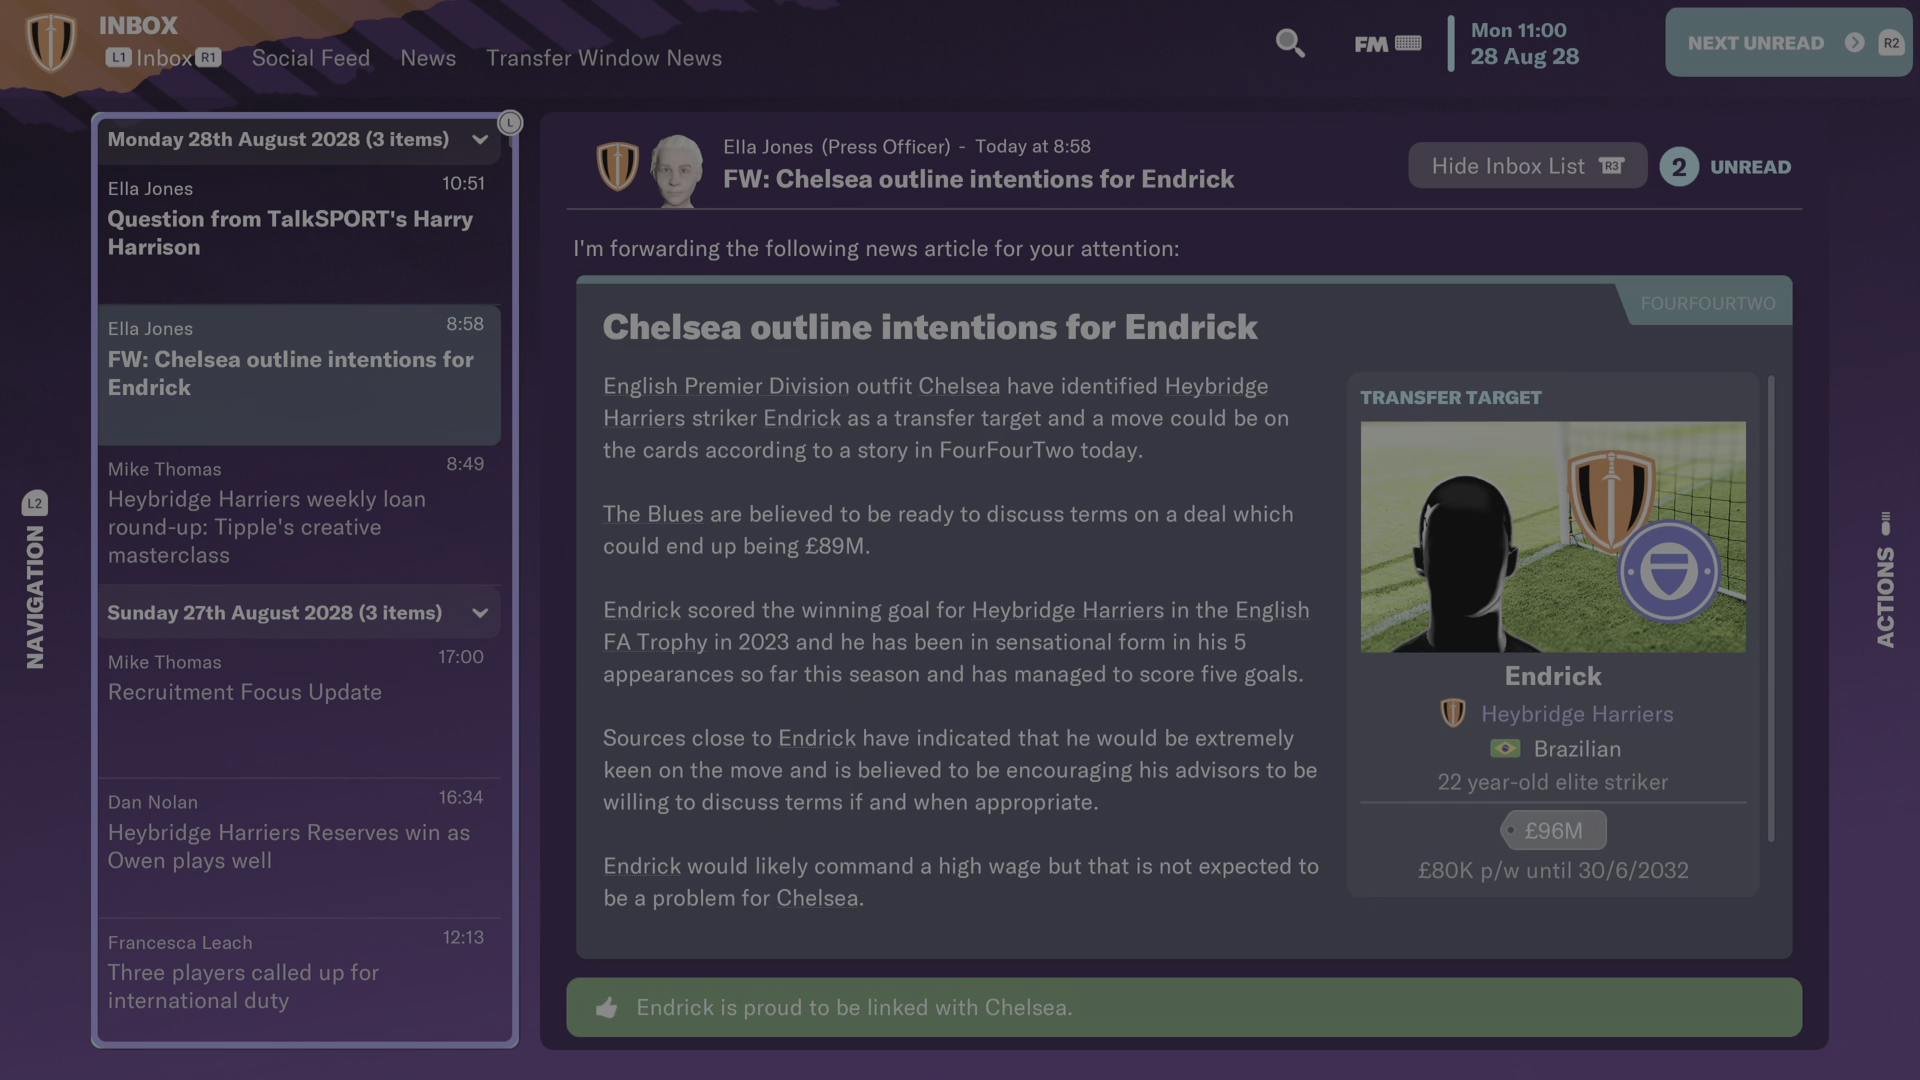 INBOX
L1 Inbox R1 Social Feed News Transfer Window News
FM
Mon 11:00
28 Aug 28
NEXT UNREAD R2
L2 NAVIGATION
L
Monday 28th August 2028 (3 items)
Ella Jones 10:51
Question from TalkSPORT's Harry
Harrison
Ella Jones 8:58
FW: Chelsea outline intentions for
Endrick
Mike Thomas 8:49
Heybridge Harriers weekly loan
round-up: Tipple's creative
masterclass
Sunday 27th August 2028 (3 items)
Mike Thomas 17:00
Recruitment Focus Update
Dan Nolan 16:34
Heybridge Harriers Reserves win as
Owen plays well
Francesca Leach 12:13
Three players called up for
international duty
Ella Jones (Press Officer) - Today at 8:58
FW: Chelsea outline intentions for Endrick
Hide Inbox List R3
2 UNREAD
I'm forwarding the following news article for your attention:
FOURFOURTWO
Chelsea outline intentions for Endrick
English Premier Division outfit Chelsea have identified Heybridge
Harriers striker Endrick as a transfer target and a move could be on
the cards according to a story in FourFourTwo today.
The Blues are believed to be ready to discuss terms on a deal which
could end up being £89M.
Endrick scored the winning goal for Heybridge Harriers in the English
FA Trophy in 2023 and he has been in sensational form in his 5
appearances so far this season and has managed to score five goals.
Sources close to Endrick have indicated that he would be extremely
keen on the move and is believed to be encouraging his advisors to be
willing to discuss terms if and when appropriate.
Endrick would likely command a high wage but that is not expected to
be a problem for Chelsea.
TRANSFER TARGET
Endrick
Heybridge Harriers
Brazilian
22 year-old elite striker
£96M
£80K p/w until 30/6/2032
Endrick is proud to be linked with Chelsea.
ACTIONS